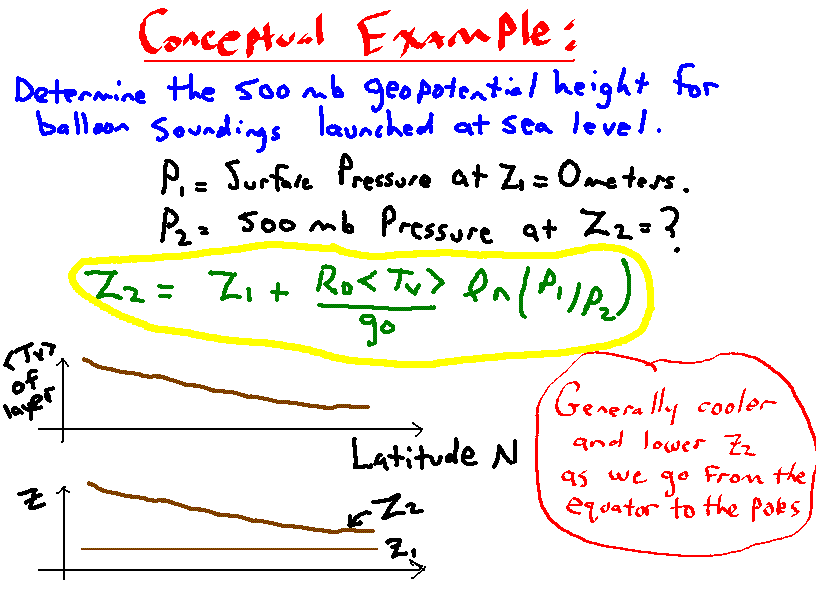 Conceptual Example:
Determine the 500 mb geopotential height for
balloon soundings launched at sea level.
P₁ = Surface Pressure at Z₁ = 0 meters.
P₂ = 500 mb Pressure at Z₂ = ?
Z₂ = Z₁ + R_D<T_v>/g₀ ln(P₁/P₂)
<Tv>
of
layer
Latitude N
Z
Z₂
Z₁
Generally cooler
and lower Z₂
as we go from the
equator to the poles